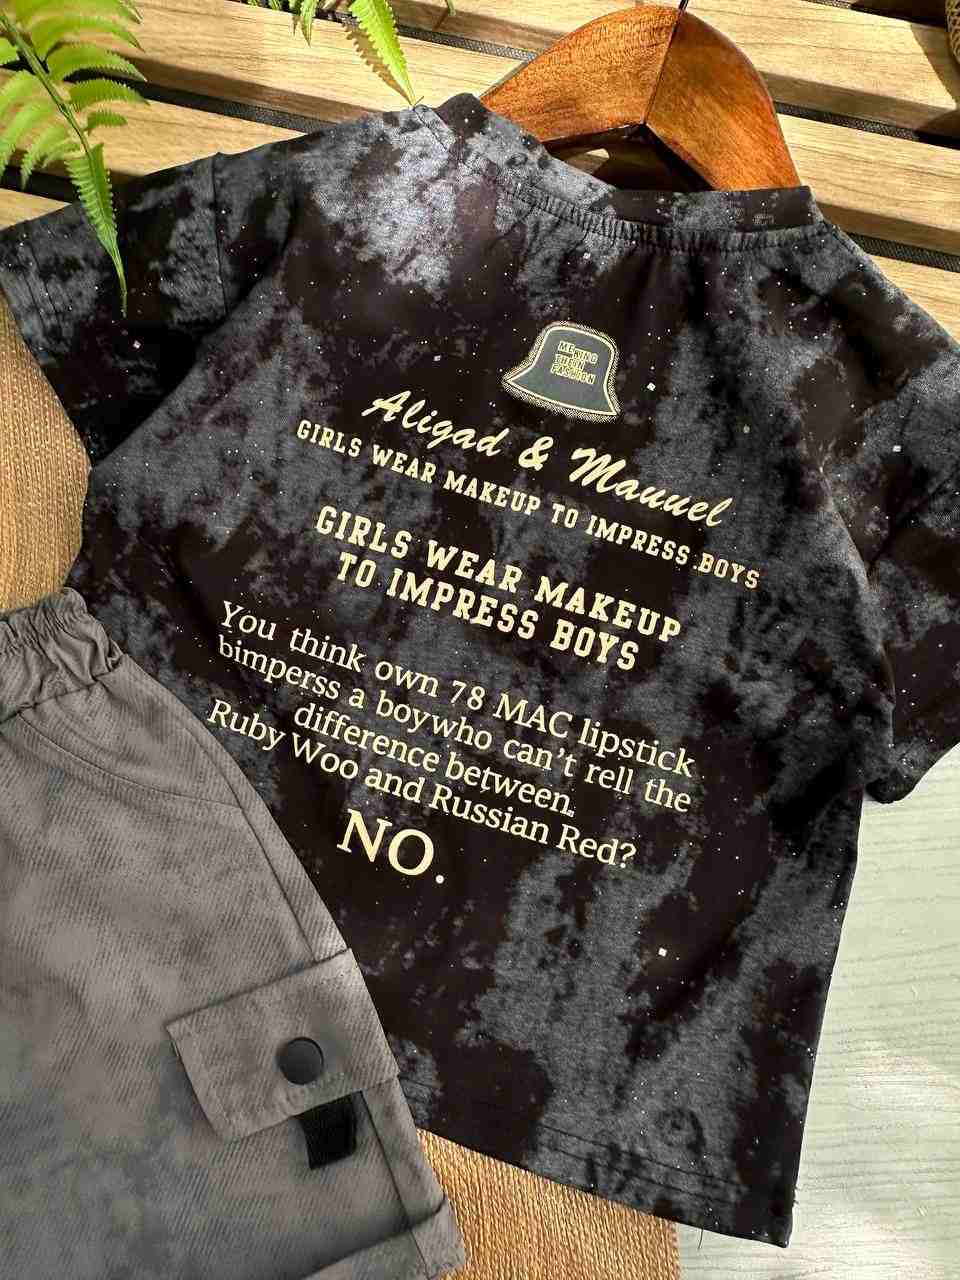 Aligad & Mauuel
GIRLS WEAR MAKEUP TO IMPRESS.BOYS
GIRLS WEAR MAKEUP
TO IMPRESS BOYS
You think own 78 MAC lipstick
bimperss a boywho can't rell the
difference between
Ruby Woo and Russian Red?
NO.